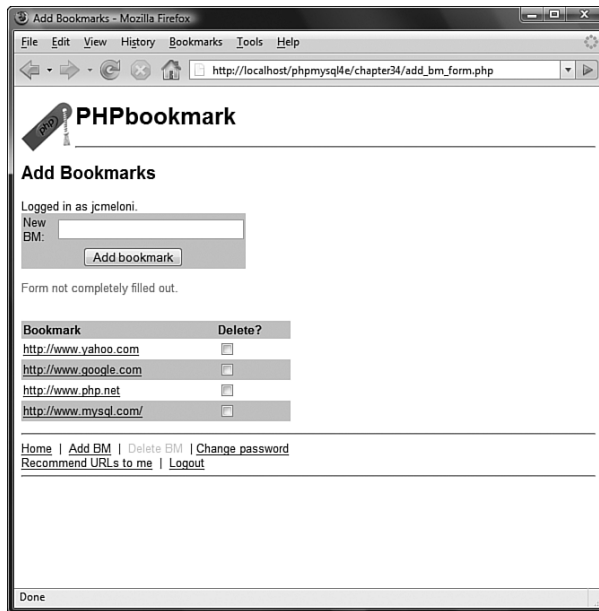 Add Bookmarks - Mozilla Firefox
File Edit View History Bookmarks Tools Help
http://localhost/phpmysql4e/chapter34/add_bm_form.php
php
PHPbookmark
Add Bookmarks
Logged in as jcmeloni.
New
BM:
Add bookmark
Form not completely filled out.
Bookmark Delete?
http://www.yahoo.com
http://www.google.com
http://www.php.net
http://www.mysql.com/
Home | Add BM | Delete BM | Change password
Recommend URLs to me | Logout
Done